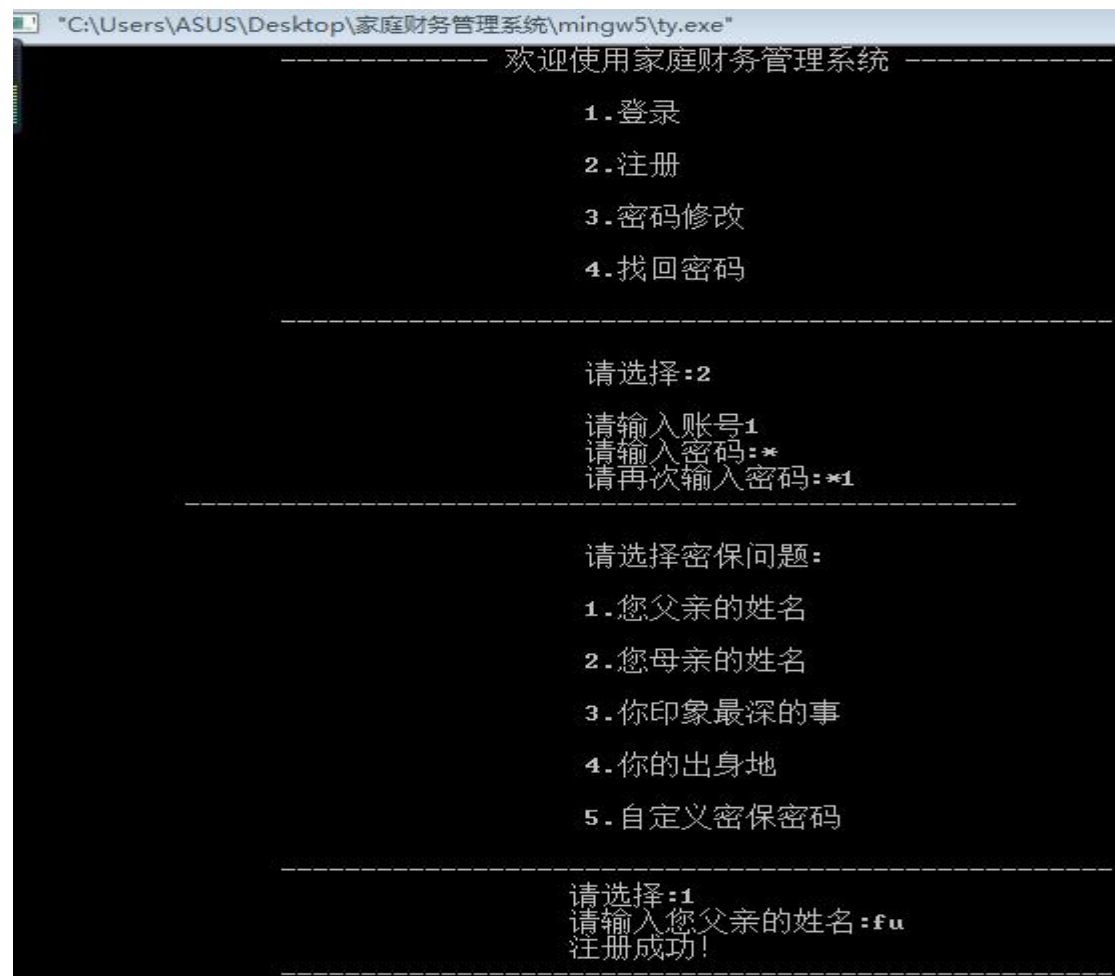 "C:\Users\ASUS\Desktop\家庭财务管理系统\mingw5\ty.exe"
------------- 欢迎使用家庭财务管理系统 -------------
1.登录
2.注册
3.密码修改
4.找回密码
----------------------------------------------------
请选择:2
请输入账号1
请输入密码:*
请再次输入密码:*1
----------------------------------------------------
请选择密保问题:
1.您父亲的姓名
2.您母亲的姓名
3.你印象最深的事
4.你的出身地
5.自定义密保密码
----------------------------------------------------
请选择:1
请输入您父亲的姓名:fu
注册成功!
----------------------------------------------------